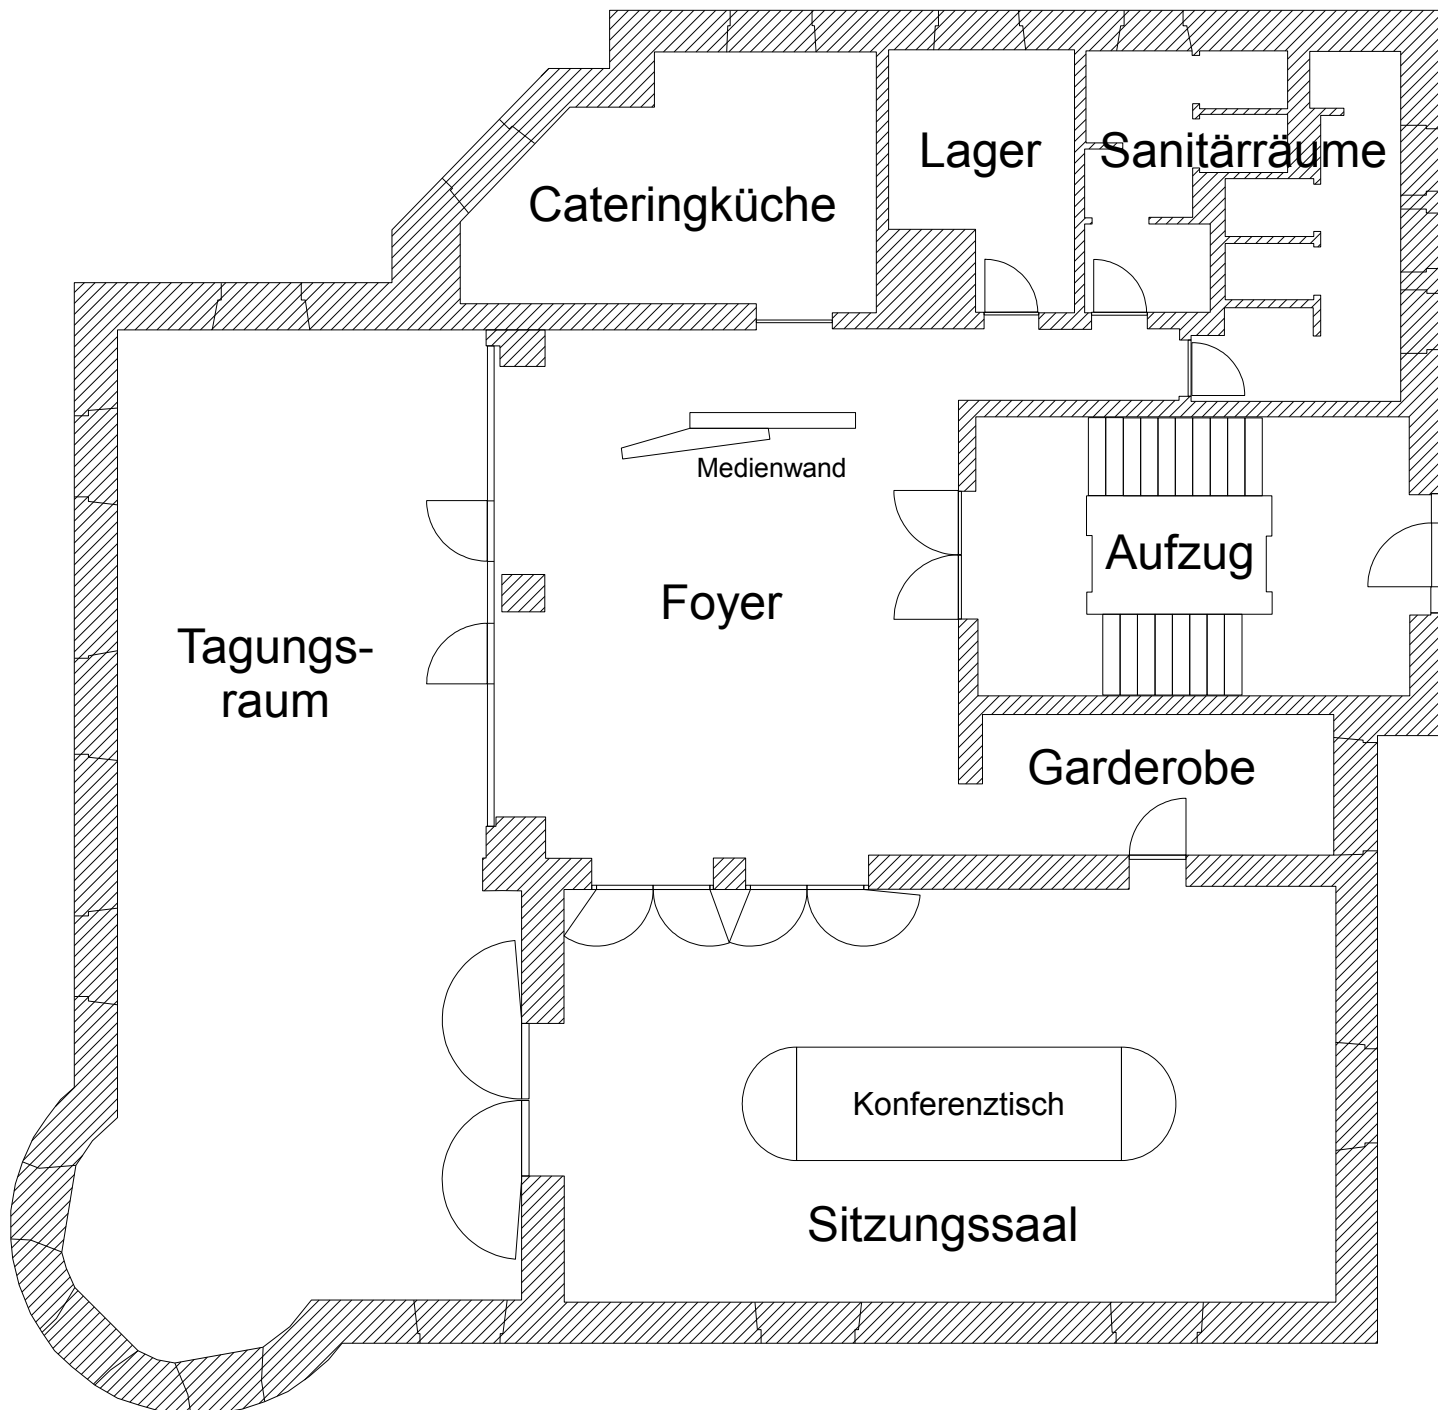 Lager
Sanitärräume
Cateringküche
Medienwand
Aufzug
Foyer
Tagungs-
raum
Garderobe
Konferenztisch
Sitzungssaal